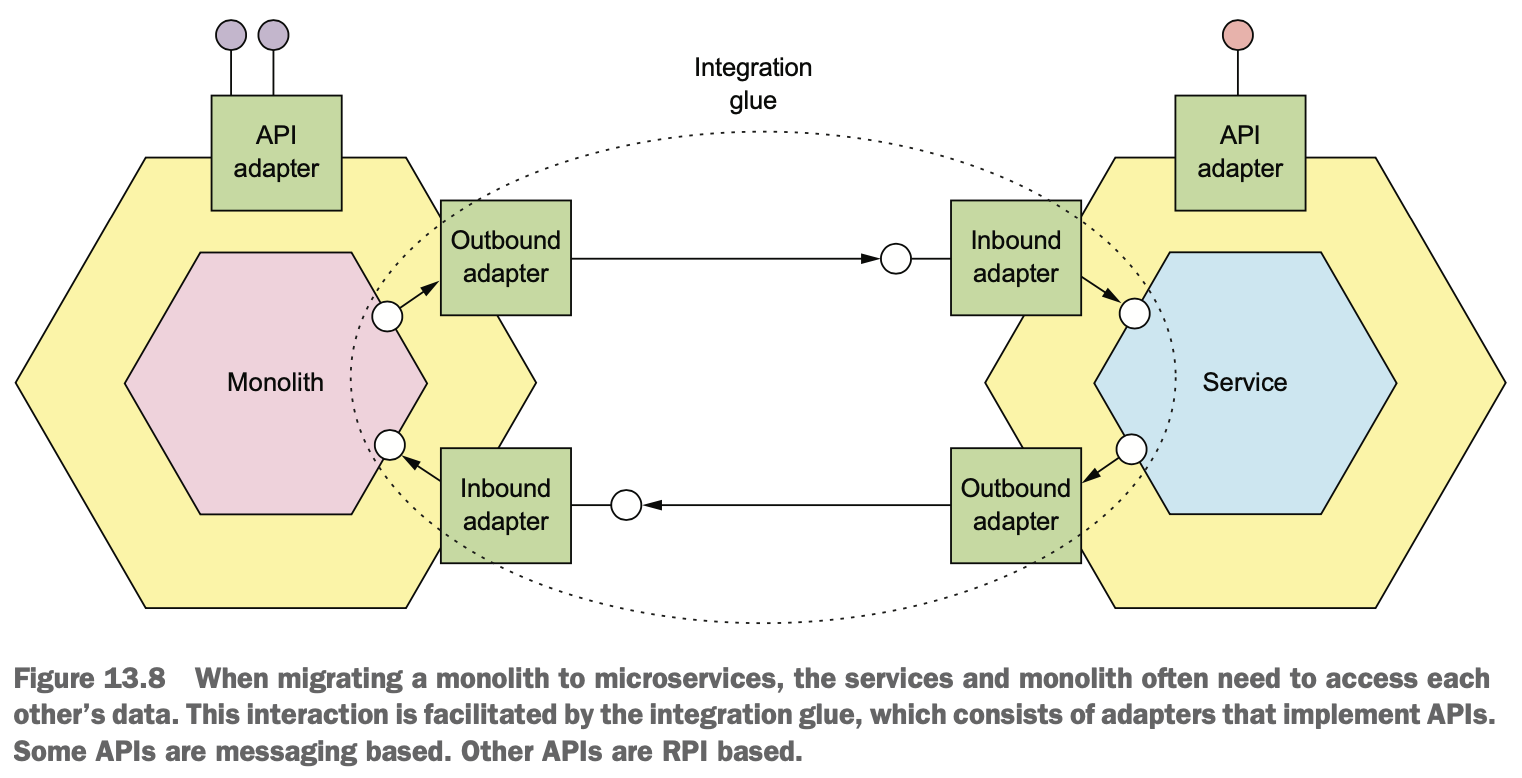 Integration
glue
API
adapter
API
adapter
Outbound
adapter
Inbound
adapter
Monolith
Service
Inbound
adapter
Outbound
adapter
Figure 13.8 When migrating a monolith to microservices, the services and monolith often need to access each
other’s data. This interaction is facilitated by the integration glue, which consists of adapters that implement APIs.
Some APIs are messaging based. Other APIs are RPI based.